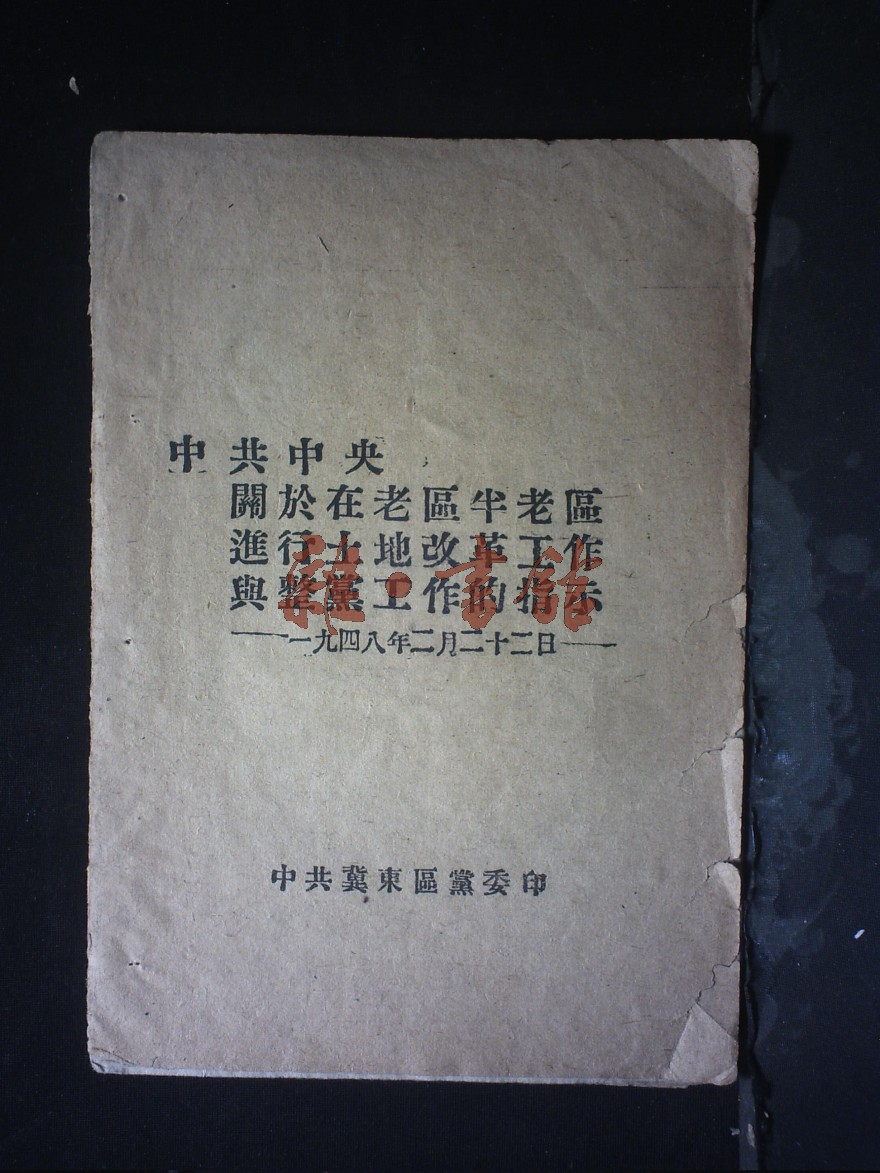 中共中央
關於在老區半老區
進行土地改革工作
與整黨工作的指示
——一九四八年二月二十二日——
中共冀東區黨委印